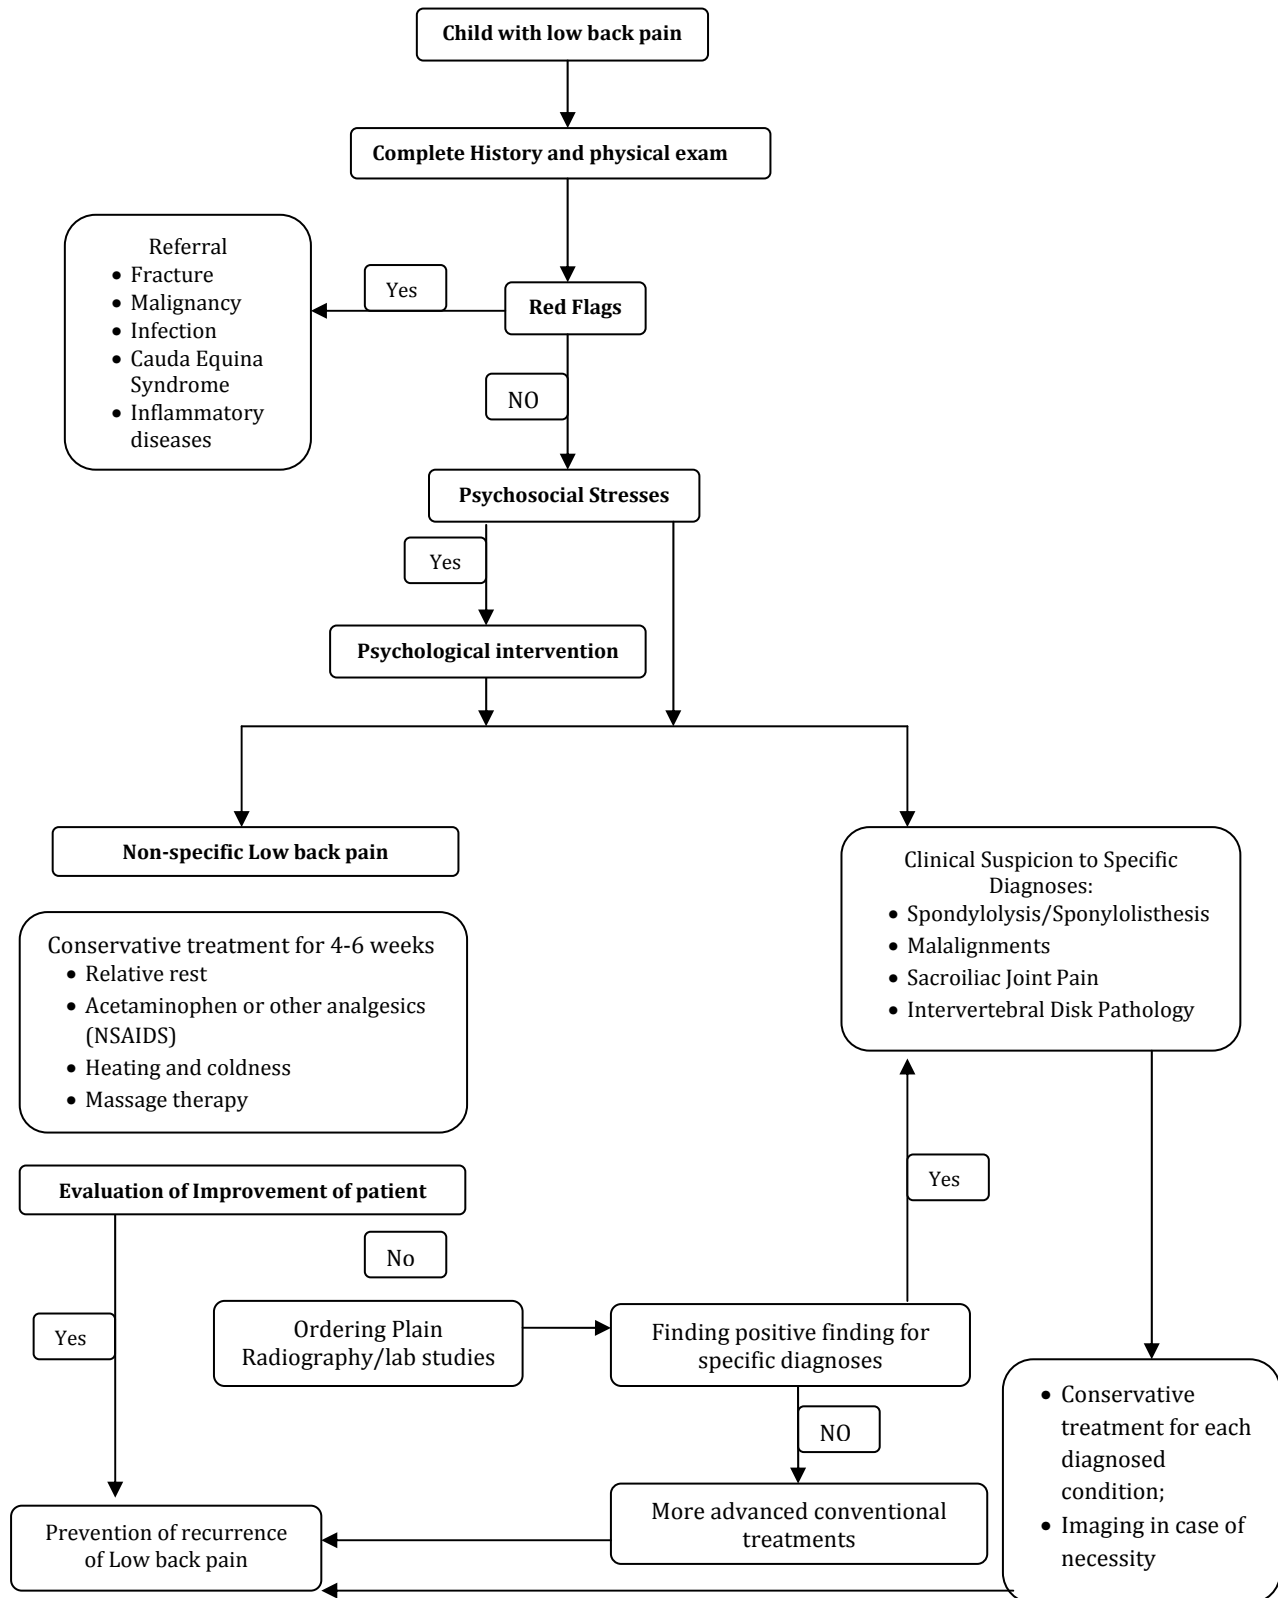 Child with low back pain
Complete History and physical exam
Referral
• Fracture
• Malignancy
• Infection
• Cauda Equina
Syndrome
• Inflammatory
diseases
Yes
Red Flags
NO
Psychosocial Stresses
Yes
Psychological intervention
Non-specific Low back pain
Clinical Suspicion to Specific
Diagnoses:
• Spondylolysis/Sponylolisthesis
• Malalignments
• Sacroiliac Joint Pain
• Intervertebral Disk Pathology
Conservative treatment for 4-6 weeks
• Relative rest
• Acetaminophen or other analgesics
(NSAIDS)
• Heating and coldness
• Massage therapy
Evaluation of Improvement of patient
Yes
No
Yes
Ordering Plain
Radiography/lab studies
Finding positive finding for
specific diagnoses
NO
• Conservative
treatment for each
diagnosed
condition;
• Imaging in case of
necessity
More advanced conventional
treatments
Prevention of recurrence
of Low back pain